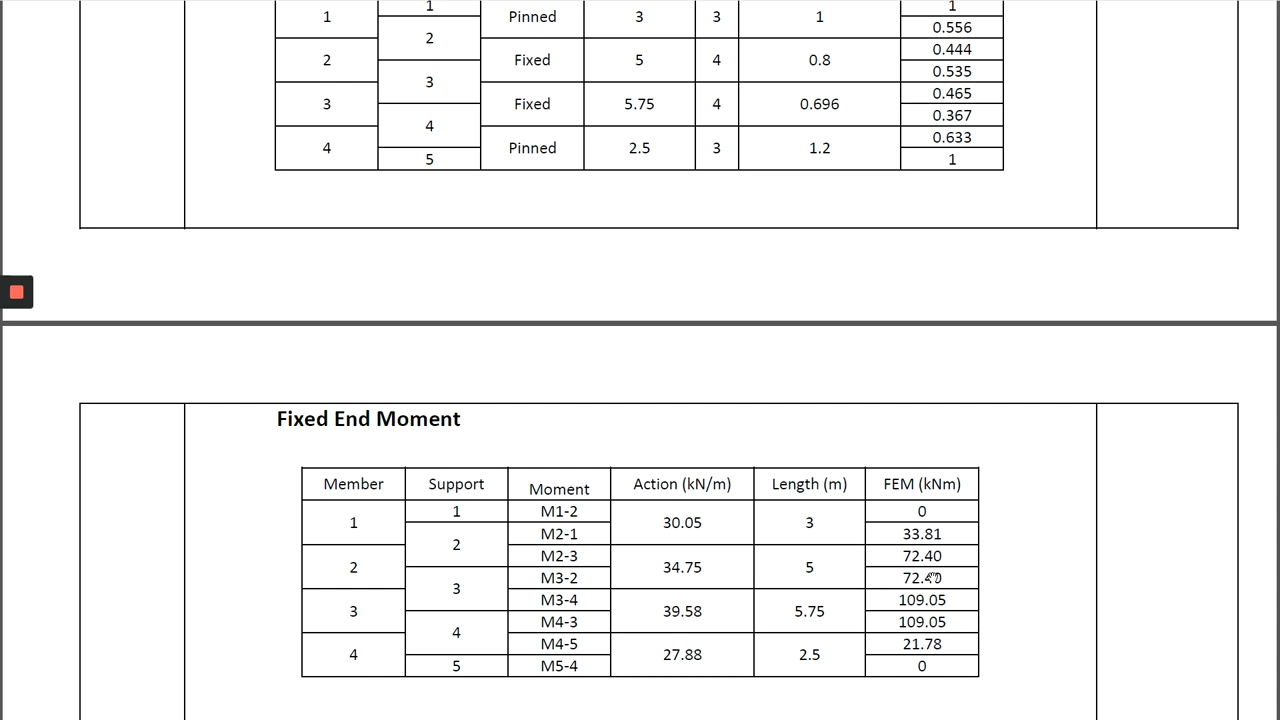 1 1 Pinned 3 3 1 1
0.556
2 2 Fixed 5 4 0.8 0.444
0.535
3 3 Fixed 5.75 4 0.696 0.465
0.367
4 4 Pinned 2.5 3 1.2 0.633
5 1
Fixed End Moment
Member Support Moment Action (kN/m) Length (m) FEM (kNm)
1 1 M1-2 30.05 3 0
2 M2-1 33.81
2 M2-3 34.75 5 72.40
3 M3-2 72.40
3 M3-4 39.58 5.75 109.05
4 M4-3 109.05
4 M4-5 27.88 2.5 21.78
5 M5-4 0